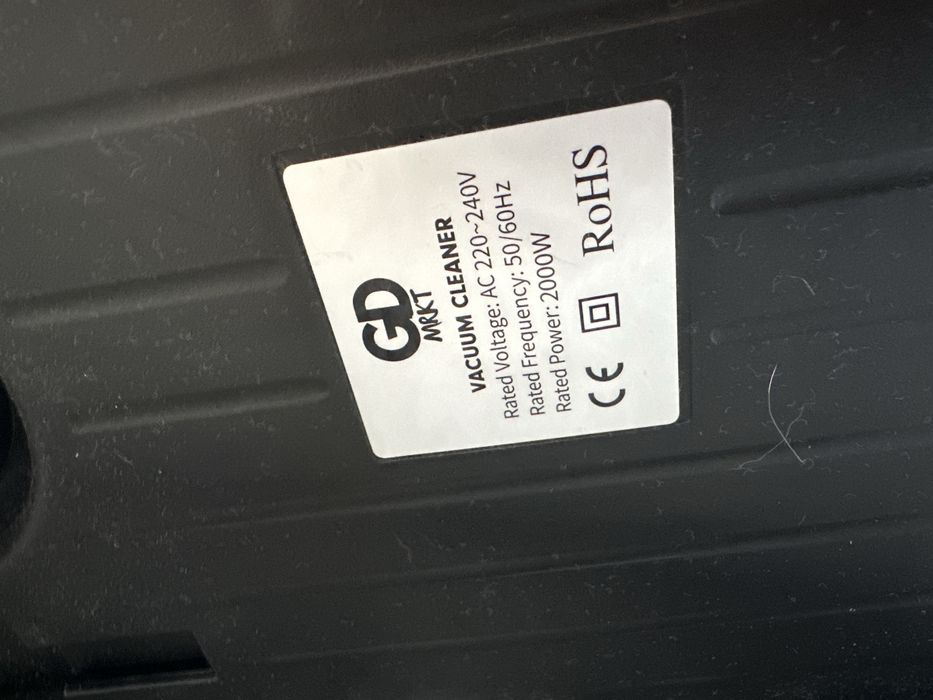 GD
MRKT
VACUUM CLEANER
Rated Voltage: AC 220~240V
Rated Frequency: 50/60Hz
Rated Power: 2000W
CE RoHS